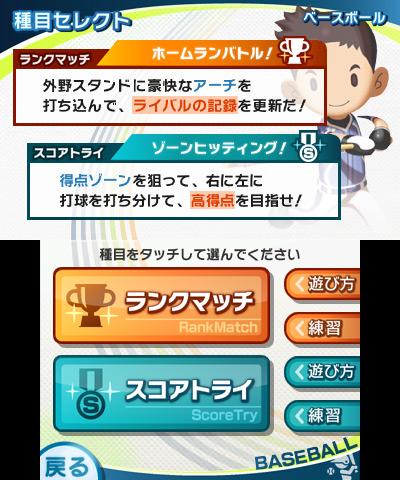 種目セレクト
ベースボール
ランクマッチ
ホームランバトル!
外野スタンドに豪快なアーチを
打ち込んで、ライバルの記録を更新だ!
スコアトライ
ゾーンヒッティング!
S
得点ゾーンを狙って、右に左に
打球を打ち分けて、高得点を目指せ!
種目をタッチして選んでください
ランクマッチ
RankMatch
遊び方
練習
S
スコアトライ
ScoreTry
遊び方
練習
戻る
BASEBALL